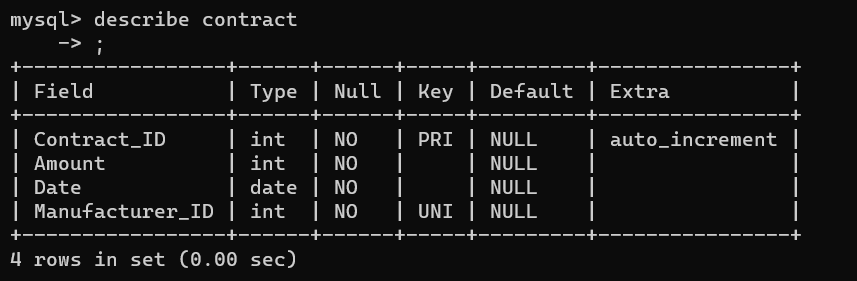 mysql> describe contract
    -> ;
+-----------------+------+------+-----+---------+----------------+
| Field           | Type | Null | Key | Default | Extra          |
+-----------------+------+------+-----+---------+----------------+
| Contract_ID     | int  | NO   | PRI | NULL    | auto_increment |
| Amount          | int  | NO   |     | NULL    |                |
| Date            | date | NO   |     | NULL    |                |
| Manufacturer_ID | int  | NO   | UNI | NULL    |                |
+-----------------+------+------+-----+---------+----------------+
4 rows in set (0.00 sec)